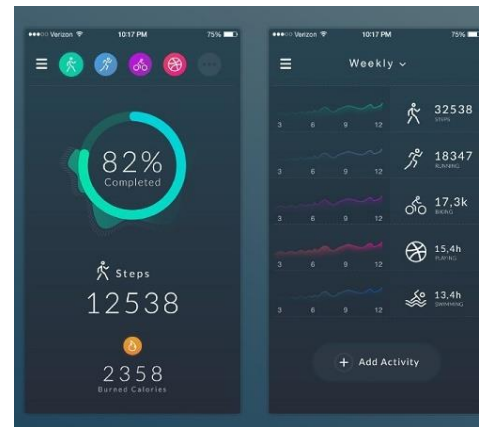 Verizon 10:17 PM 75%
82%
Completed
Steps
12538
2358
Burned Calories
Verizon 10:17 PM 75%
Weekly
32538
STEPS
3 6 9 12
18347
RUNNING
3 6 9 12
17,3k
BIKING
3 6 9 12
15,4h
PLAYING
3 6 9 12
13,4h
SWIMMING
3 6 9 12
+ Add Activity